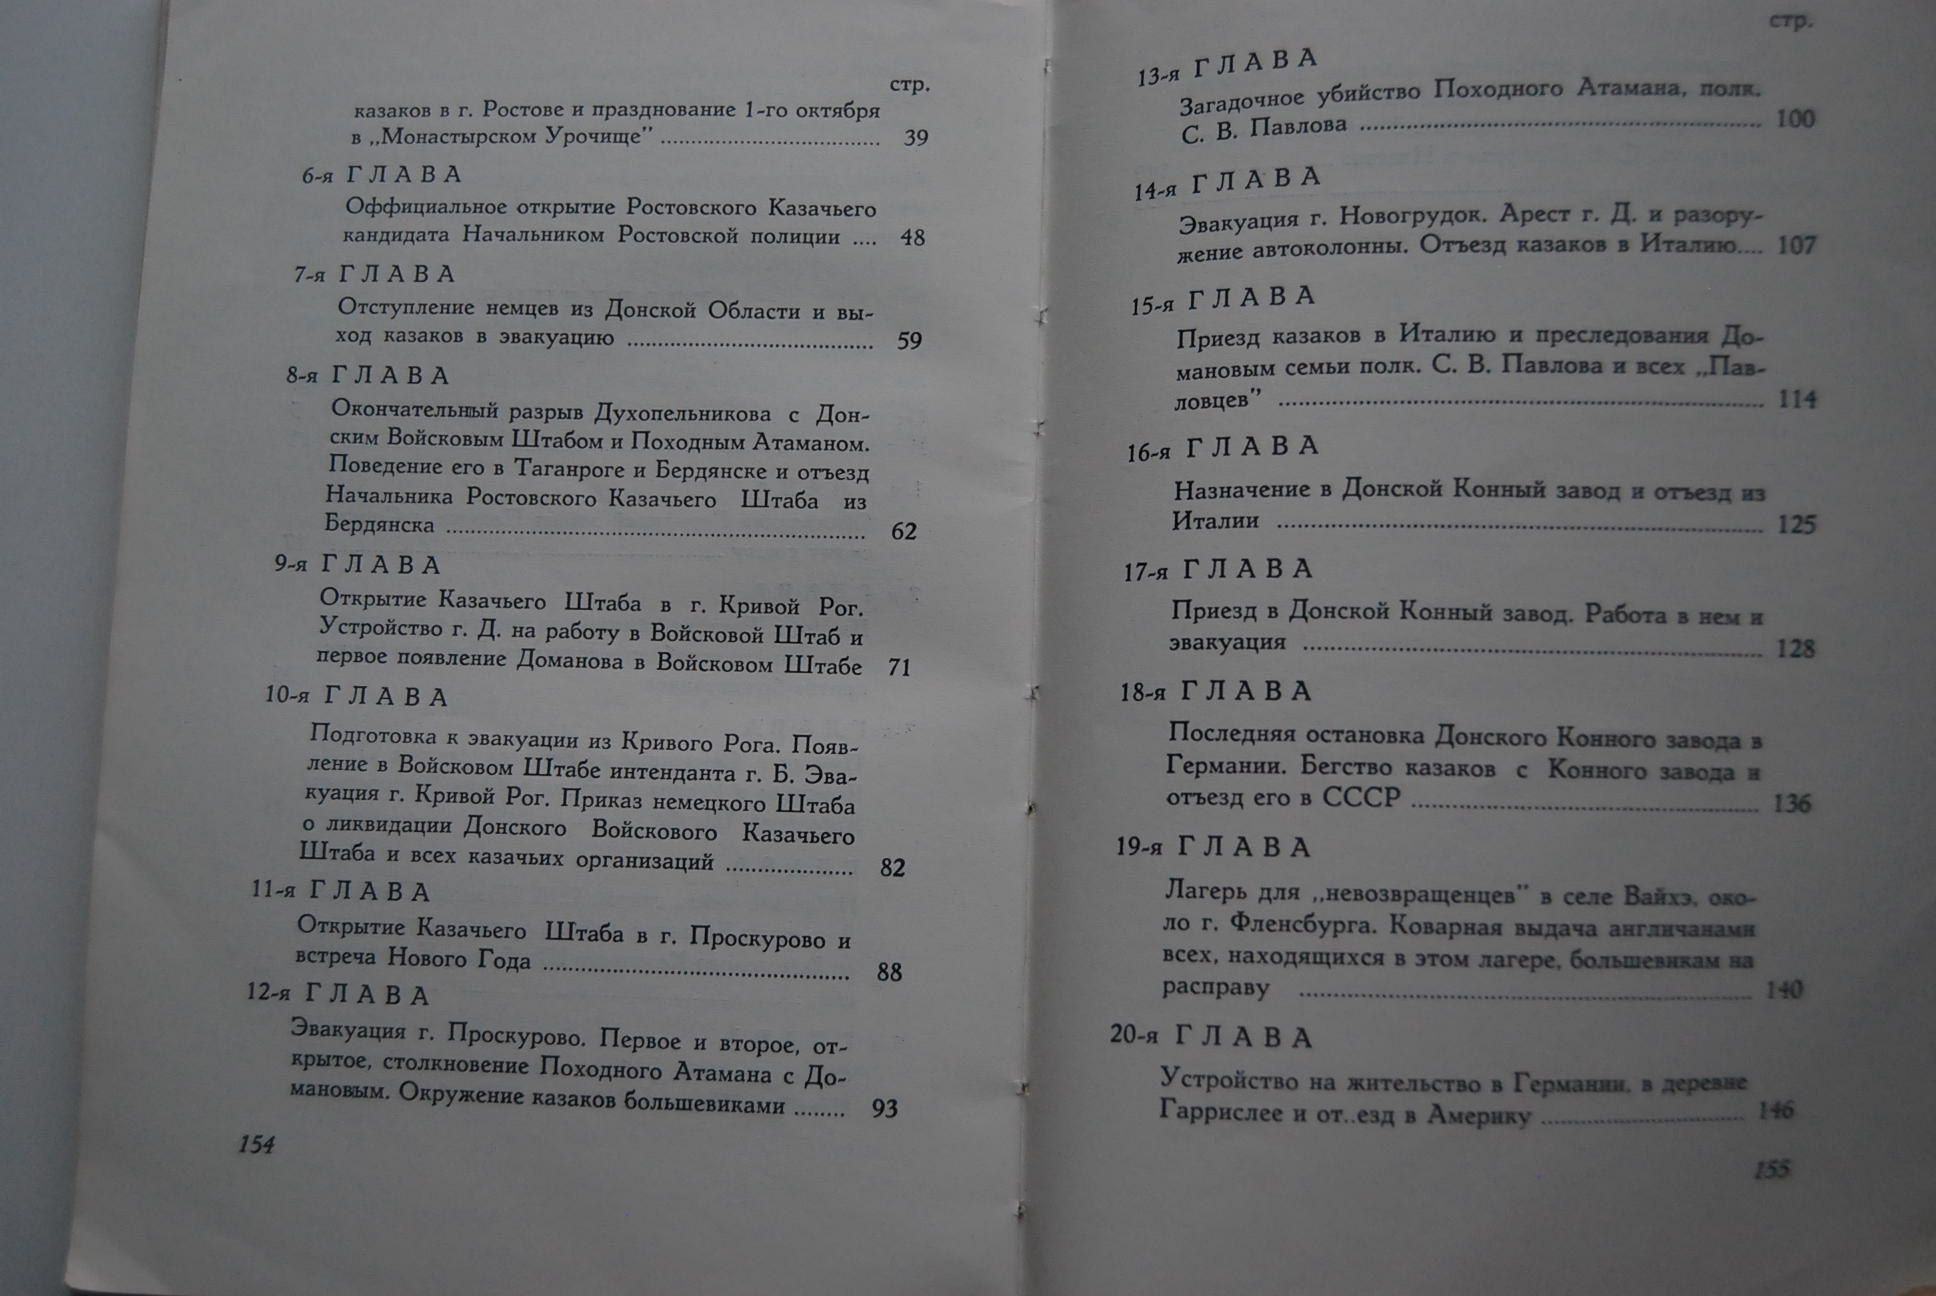 стр.
казаков в г. Ростове и празднование 1-го октября
в „Монастырском Урочище” ................................. 39
6-я ГЛАВА
Оффициальное открытие Ростовского Казачьего
кандидата Начальником Ростовской полиции .... 48
7-я ГЛАВА
Отступление немцев из Донской Области и вы-
ход казаков в эвакуацию ..................................... 59
8-я ГЛАВА
Окончательный разрыв Духопельникова с Дон-
ским Войсковым Штабом и Походным Атаманом.
Поведение его в Таганроге и Бердянске и отъезд
Начальника Ростовского Казачьего Штаба из
Бердянска ............................................................... 62
9-я ГЛАВА
Открытие Казачьего Штаба в г. Кривой Рог.
Устройство г. Д. на работу в Войсковой Штаб и
первое появление Доманова в Войсковом Штабе 71
10-я ГЛАВА
Подготовка к эвакуации из Кривого Рога. Появ-
ление в Войсковом Штабе интенданта г. Б. Эва-
куация г. Кривой Рог. Приказ немецкого Штаба
о ликвидации Донского Войскового Казачьего
Штаба и всех казачьих организаций ................... 82
11-я ГЛАВА
Открытие Казачьего Штаба в г. Проскурово и
встреча Нового Года .............................................. 88
12-я ГЛАВА
Эвакуация г. Проскурово. Первое и второе, от-
крытое, столкновение Походного Атамана с До-
мановым. Окружение казаков большевиками ........ 93
154
стр.
13-я ГЛАВА
Загадочное убийство Походного Атамана, полк.
С. В. Павлова ............................................................ 100
14-я ГЛАВА
Эвакуация г. Новогрудок. Арест г. Д. и разору-
жение автоколонны. Отъезд казаков в Италию.... 107
15-я ГЛАВА
Приезд казаков в Италию и преследования До-
мановым семьи полк. С. В. Павлова и всех „Пав-
ловцев” ...................................................................... 114
16-я ГЛАВА
Назначение в Донской Конный завод и отъезд из
Италии ...................................................................... 125
17-я ГЛАВА
Приезд в Донской Конный завод. Работа в нем и
эвакуация .................................................................. 128
18-я ГЛАВА
Последняя остановка Донского Конного завода в
Германии. Бегство казаков с Конного завода и
отъезд его в СССР .................................................... 136
19-я ГЛАВА
Лагерь для „невозвращенцев” в селе Вайхэ, око-
ло г. Фленсбурга. Коварная выдача англичанами
всех, находящихся в этом лагере, большевикам на
расправу .................................................................... 140
20-я ГЛАВА
Устройство на жительство в Германии, в деревне
Гаррислее и от..езд в Америку .............................. 146
155